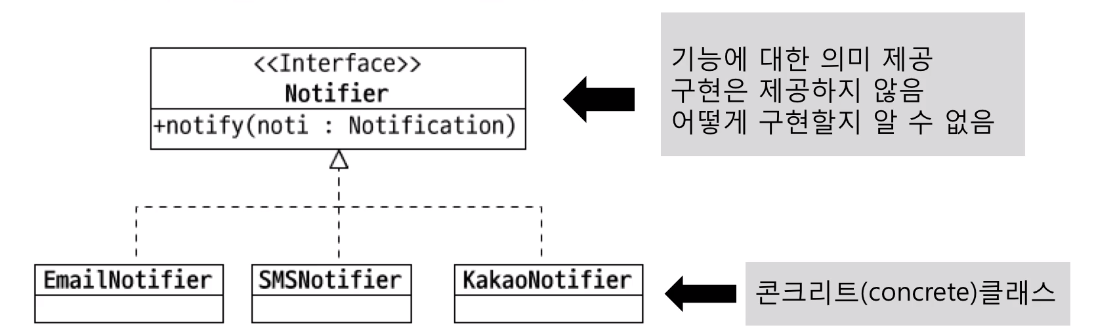 <<Interface>>
Notifier
+notify(noti : Notification)
기능에 대한 의미 제공
구현은 제공하지 않음
어떻게 구현할지 알 수 없음
EmailNotifier
SMSNotifier
KakaoNotifier
콘크리트(concrete)클래스